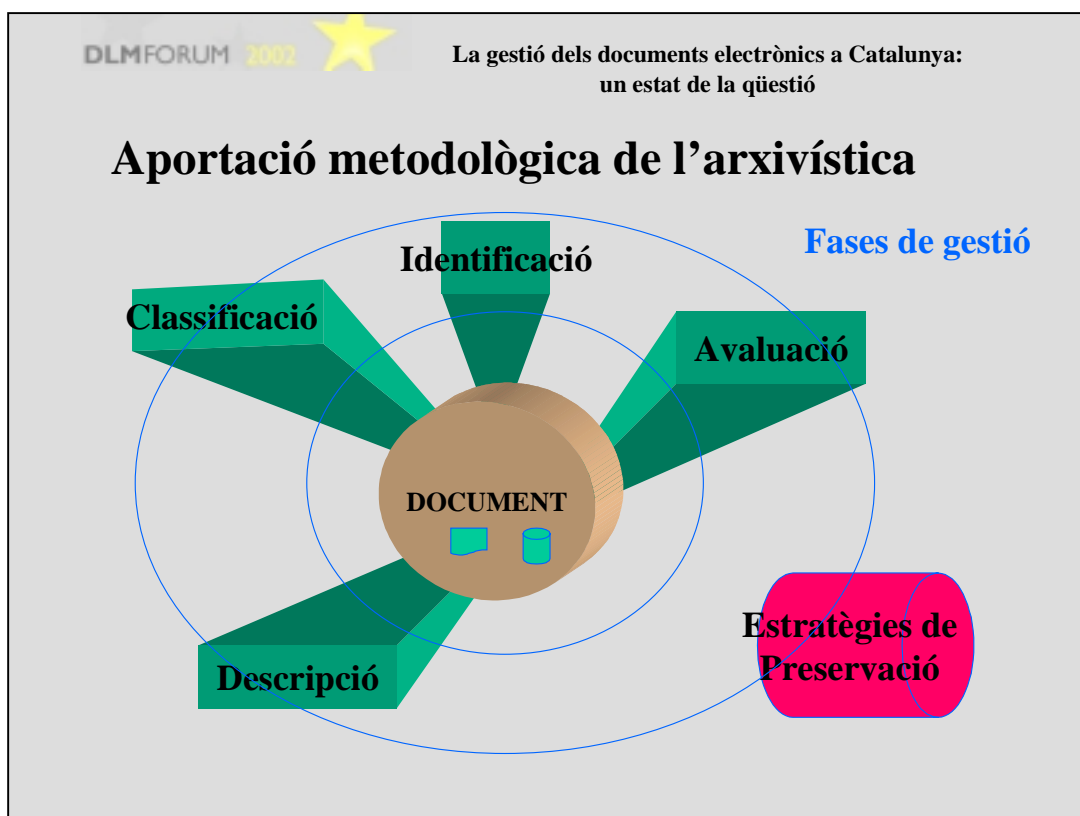 DLMFORUM 2002
La gestió dels documents electrònics a Catalunya:
un estat de la qüestió
Aportació metodològica de l'arxivística
Fases de gestió
Identificació
Classificació
Avaluació
DOCUMENT
Estratègies de
Preservació
Descripció